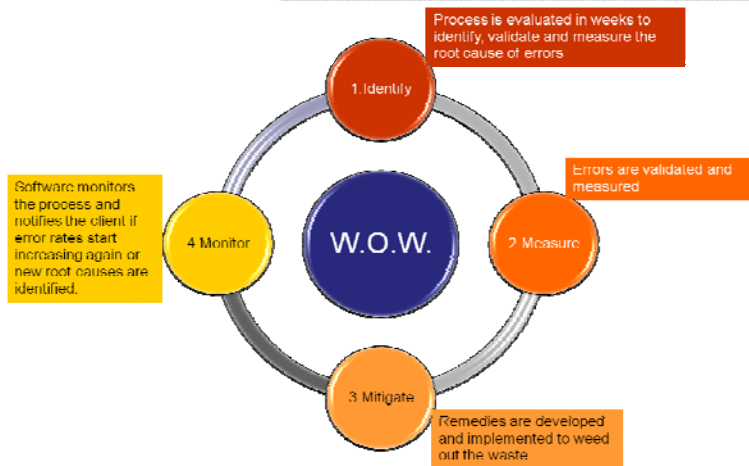 Process is evaluated in weeks to
identify, validate and measure the
root cause of errors
1.Identify
Errors are validated and
measured
2.Measure
W.O.W.
Software monitors
the process and
notifies the client if
error rates start
increasing again or
new root causes are
identified.
4.Monitor
3.Mitigate
Remedies are developed
and implemented to weed
out the waste